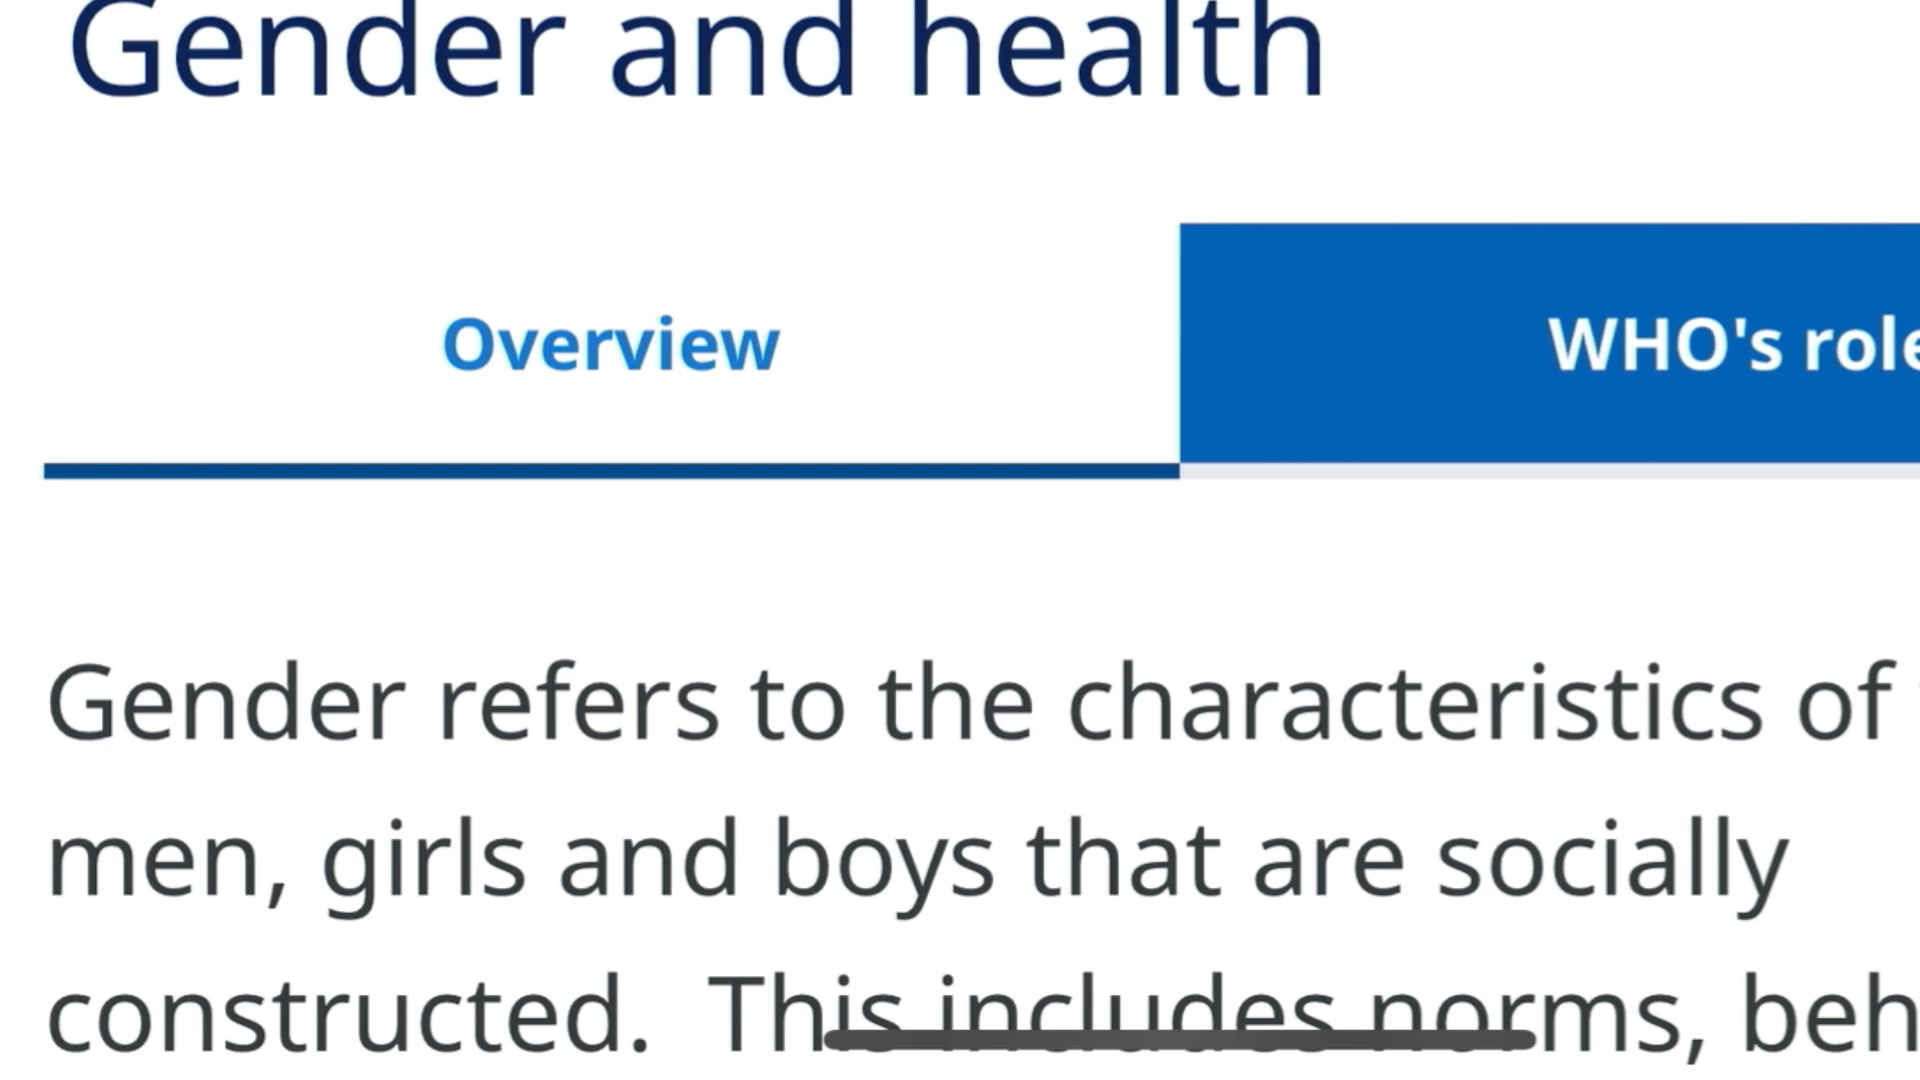 Gender and health
Overview
WHO's role
Gender refers to the characteristics of
men, girls and boys that are socially
constructed.  This includes norms, beh